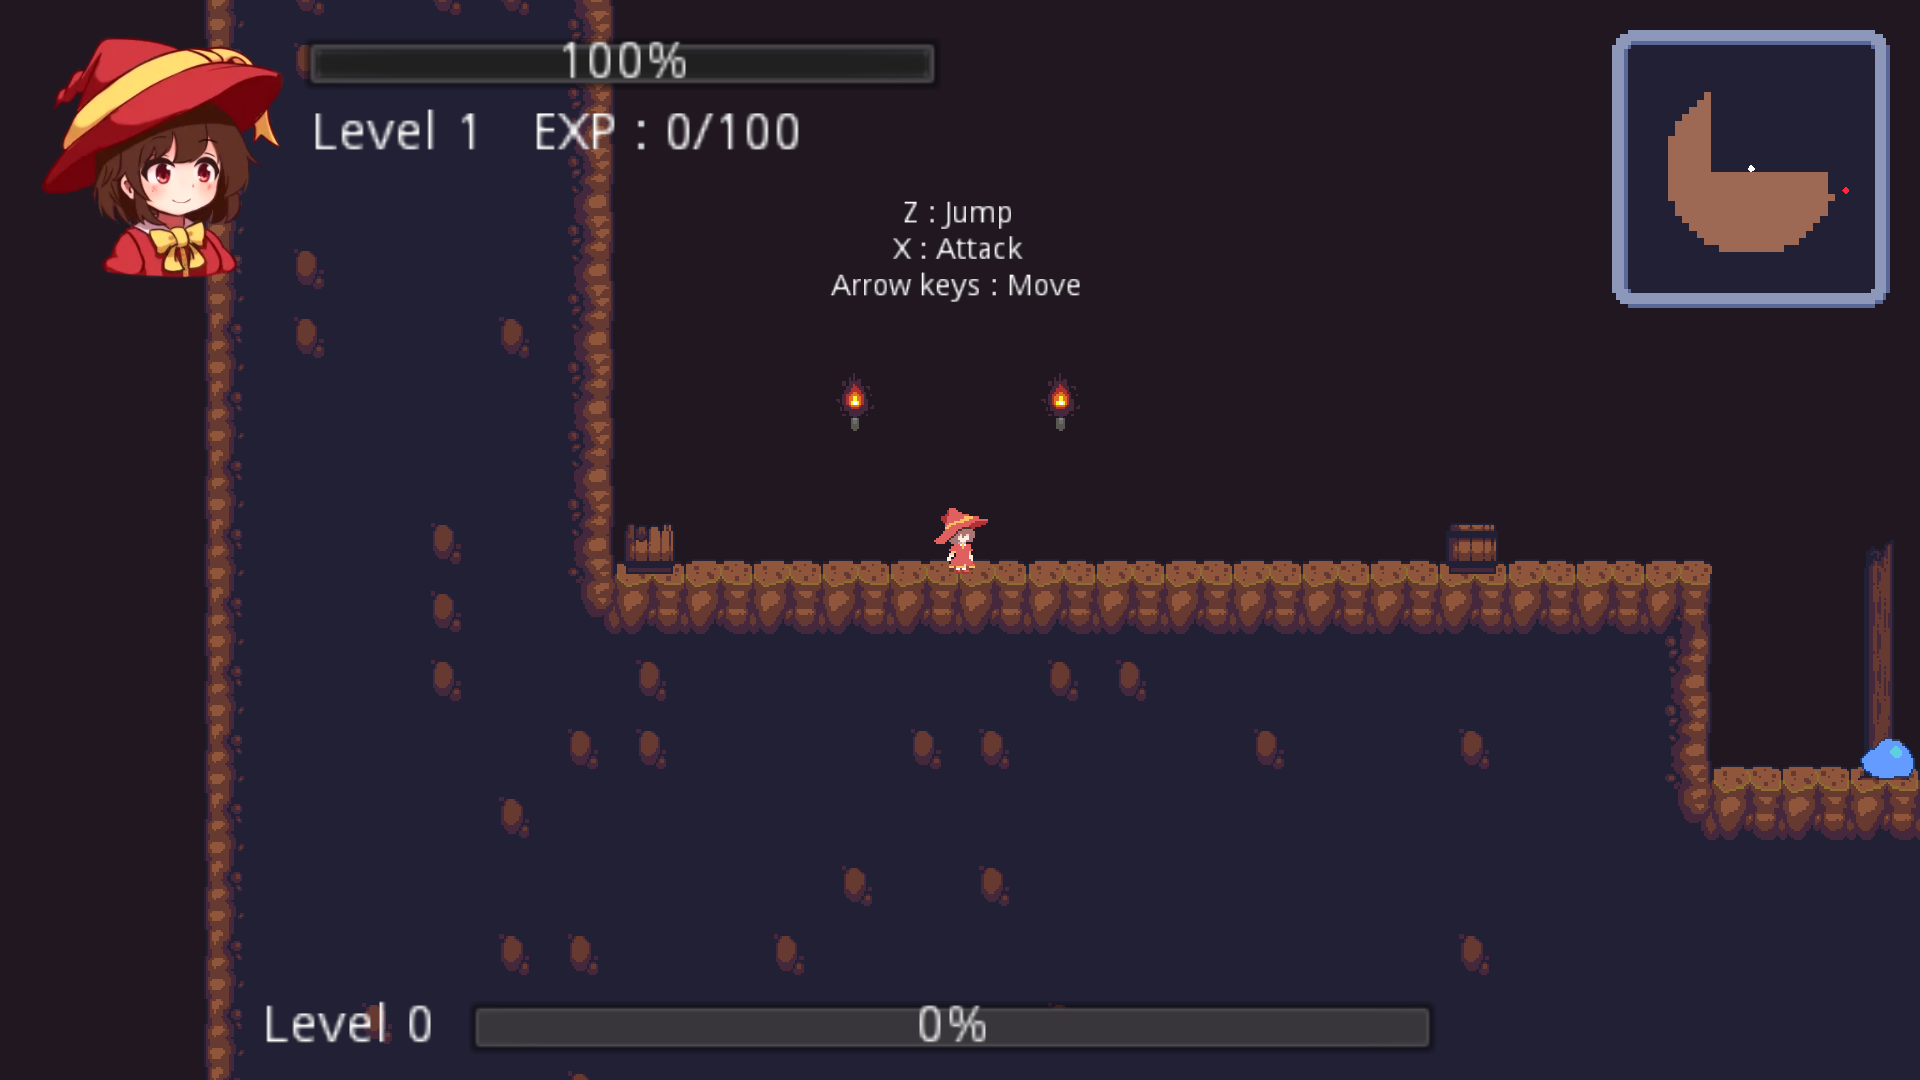 100%
Level 1 EXP : 0/100
Z : Jump
X : Attack
Arrow keys : Move
Level 0 0%